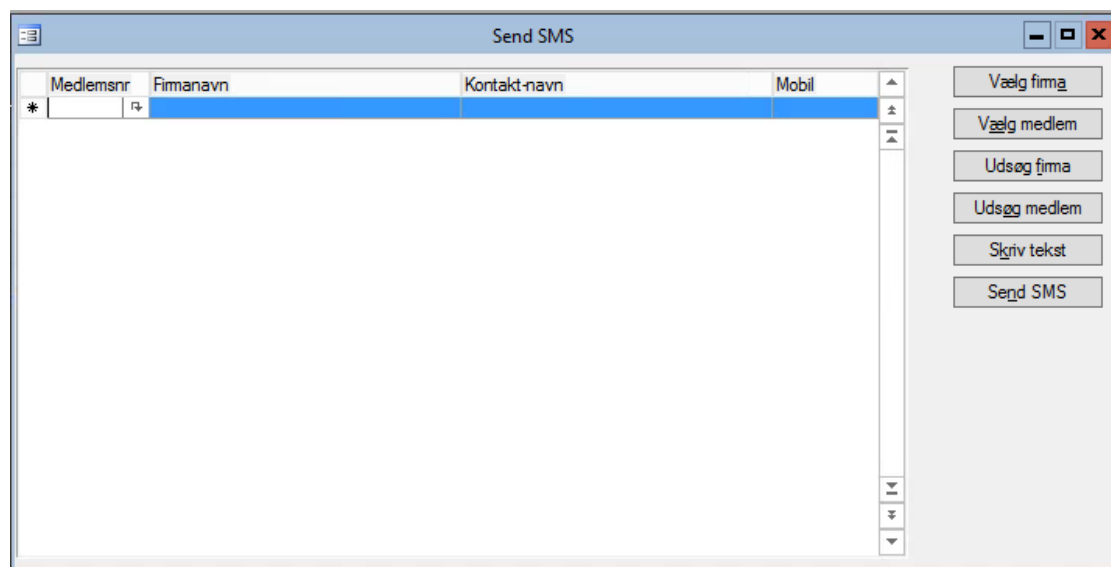 Send SMS
Medlemsnr Firmanavn Kontakt-navn Mobil
Vælg firma
Vælg medlem
Udsøg firma
Udsøg medlem
Skriv tekst
Send SMS